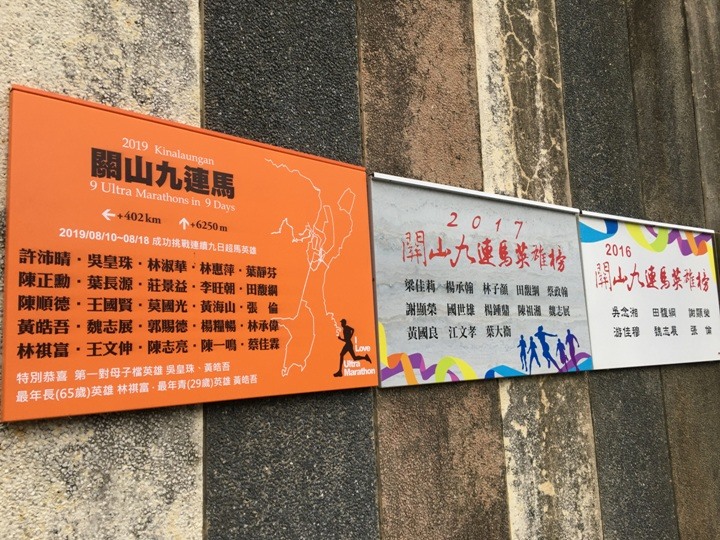 2019 Kinalaungan
關山九連馬
9 Ultra Marathons in 9 Days
←+402km ↑+6250m
2019/08/10~08/18 成功挑戰連續九日超馬英雄
許沛晴・吳皇珠・林淑華・林惠萍・葉靜芬
陳正勳・葉長源・莊景益・李旺朝・田馥綱
陳順德・王國賢・莫國光・黃海山・張 倫
黃皓吾・魏志展・郭賜德・楊糧暢・林承偉
林祺富・王文伸・陳志亮・陳一鳴・蔡佳霖
特別恭喜 第一對母子檔英雄 吳皇珠、黃皓吾
最年長(65歲)英雄 林祺富、最年青(29歲)英雄 黃皓吾
I Love
Ultra
Marathon
2017
關山九連馬英雄榜
梁佳莉 楊承翰 林子顏 田馥綱 蔡政翰
謝顯榮 國世雄 楊鍾鼎 陳祖湘 魏志展
黃國良 江文孝 葉大衛
2016
關山九連馬英雄榜
吳念湘 田馥綱 謝顯榮
游佳穆 魏志展 張 倫